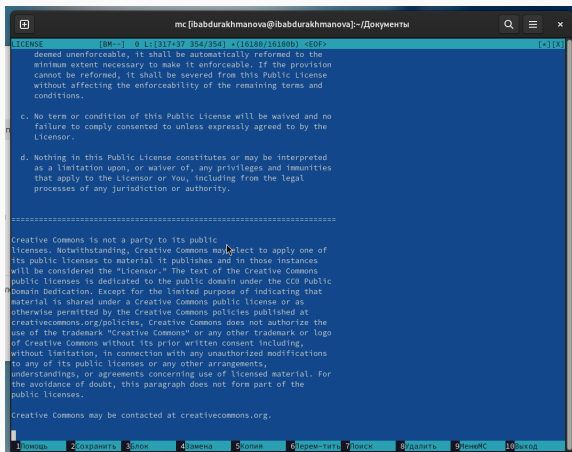 mc [ibabdurakhmanova@ibabdurakhmanova]:~/Документы
LICENSE [BM--] 0 L:[317+37 354/354] *(16180/16180b) <EOF> [*][X]
deemed unenforceable, it shall be automatically reformed to the
minimum extent necessary to make it enforceable. If the provision
cannot be reformed, it shall be severed from this Public License
without affecting the enforceability of the remaining terms and
conditions.
c. No term or condition of this Public License will be waived and no
failure to comply consented to unless expressly agreed to by the
Licensor.
d. Nothing in this Public License constitutes or may be interpreted
as a limitation upon, or waiver of, any privileges and immunities
that apply to the Licensor or You, including from the legal
processes of any jurisdiction or authority.
=======================================================================
Creative Commons is not a party to its public
licenses. Notwithstanding, Creative Commons may elect to apply one of
its public licenses to material it publishes and in those instances
will be considered the "Licensor." The text of the Creative Commons
public licenses is dedicated to the public domain under the CC0 Public
Domain Dedication. Except for the limited purpose of indicating that
material is shared under a Creative Commons public license or as
otherwise permitted by the Creative Commons policies published at
creativecommons.org/policies, Creative Commons does not authorize the
use of the trademark "Creative Commons" or any other trademark or logo
of Creative Commons without its prior written consent including,
without limitation, in connection with any unauthorized modifications
to any of its public licenses or any other arrangements,
understandings, or agreements concerning use of licensed material. For
the avoidance of doubt, this paragraph does not form part of the
public licenses.
Creative Commons may be contacted at creativecommons.org.
1Помощь 2Сохранить 3Блок 4Замена 5Копия 6Перем~тить 7Поиск 8Удалить 9МенюMC 10Выход